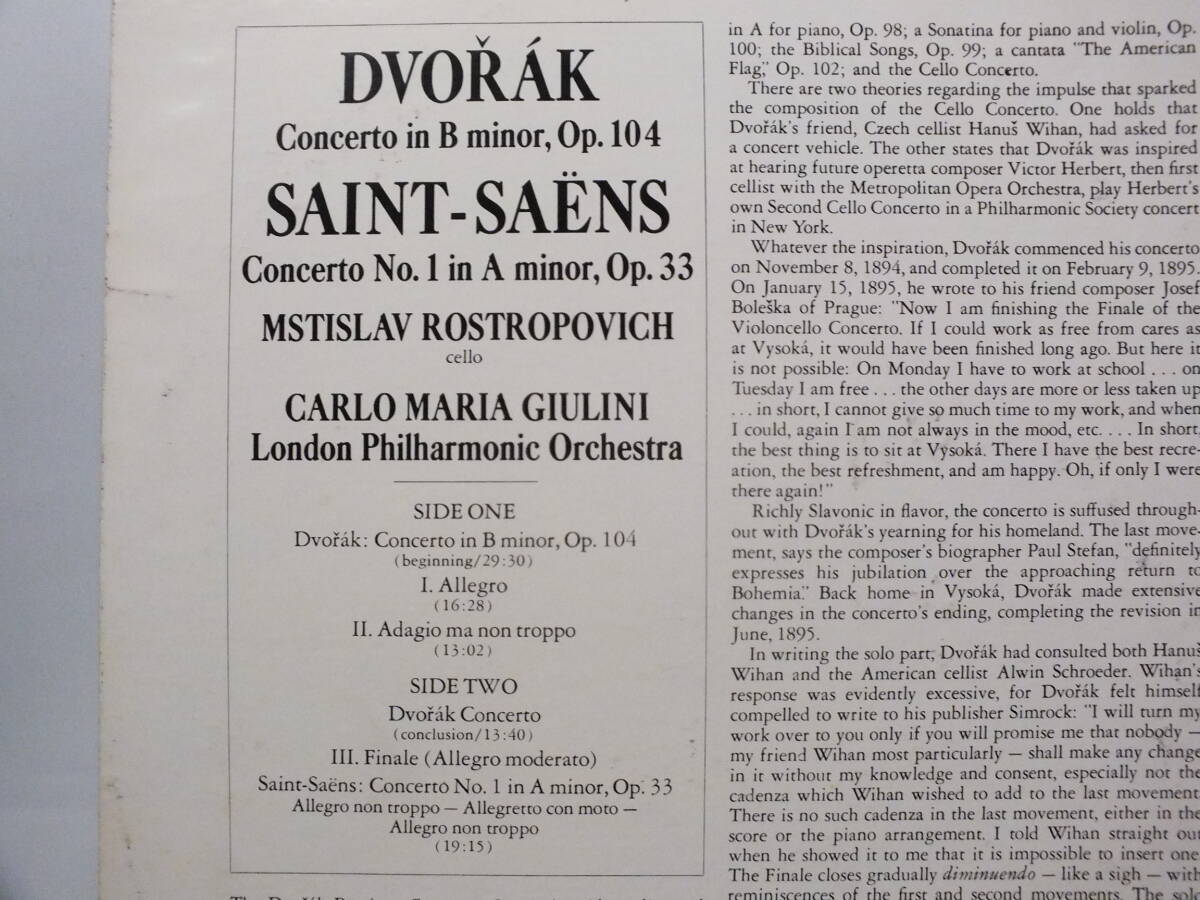 DVOŘÁK
Concerto in B minor, Op. 104
SAINT-SAËNS
Concerto No. 1 in A minor, Op. 33
MSTISLAV ROSTROPOVICH
cello
CARLO MARIA GIULINI
London Philharmonic Orchestra
SIDE ONE
Dvořák: Concerto in B minor, Op. 104
(beginning/29:30)
I. Allegro
(16:28)
II. Adagio ma non troppo
(13:02)
SIDE TWO
Dvořák Concerto
(conclusion/13:40)
III. Finale (Allegro moderato)
Saint-Saëns: Concerto No. 1 in A minor, Op. 33
Allegro non troppo — Allegretto con moto —
Allegro non troppo
(19:15)
in A for piano, Op. 98; a Sonatina for piano and violin, Op.
100; the Biblical Songs, Op. 99; a cantata "The American
Flag," Op. 102; and the Cello Concerto.
There are two theories regarding the impulse that sparked
the composition of the Cello Concerto. One holds that
Dvořák's friend, Czech cellist Hanuš Wihan, had asked for
a concert vehicle. The other states that Dvořák was inspired
at hearing future operetta composer Victor Herbert, then first
cellist with the Metropolitan Opera Orchestra, play Herbert's
own Second Cello Concerto in a Philharmonic Society concert
in New York.
Whatever the inspiration, Dvořák commenced his concerto
on November 8, 1894, and completed it on February 9, 1895.
On January 15, 1895, he wrote to his friend composer Josef
Boleška of Prague: "Now I am finishing the Finale of the
Violoncello Concerto. If I could work as free from cares as
at Vysoká, it would have been finished long ago. But here it
is not possible: On Monday I have to work at school . . . on
Tuesday I am free . . . the other days are more or less taken up
. . . in short, I cannot give so much time to my work, and when
I could, again I am not always in the mood, etc. . . . In short,
the best thing is to sit at Vysoká. There I have the best recre-
ation, the best refreshment, and am happy. Oh, if only I were
there again!"
Richly Slavonic in flavor, the concerto is suffused through-
out with Dvořák's yearning for his homeland. The last move-
ment, says the composer's biographer Paul Stefan, "definitely
expresses his jubilation over the approaching return to
Bohemia." Back home in Vysoká, Dvořák made extensive
changes in the concerto's ending, completing the revision in
June, 1895.
In writing the solo part, Dvořák had consulted both Hanuš
Wihan and the American cellist Alwin Schroeder. Wihan's
response was evidently excessive, for Dvořák felt himself
compelled to write to his publisher Simrock: "I will turn my
work over to you only if you will promise me that nobody —
my friend Wihan most particularly — shall make any change
in it without my knowledge and consent, especially not the
cadenza which Wihan wished to add to the last movement.
There is no such cadenza in the last movement, either in the
score or the piano arrangement. I told Wihan straight out
when he showed it to me that it is impossible to insert one.
The Finale closes gradually diminuendo — like a sigh — with
reminiscences of the first and second movements. The solo